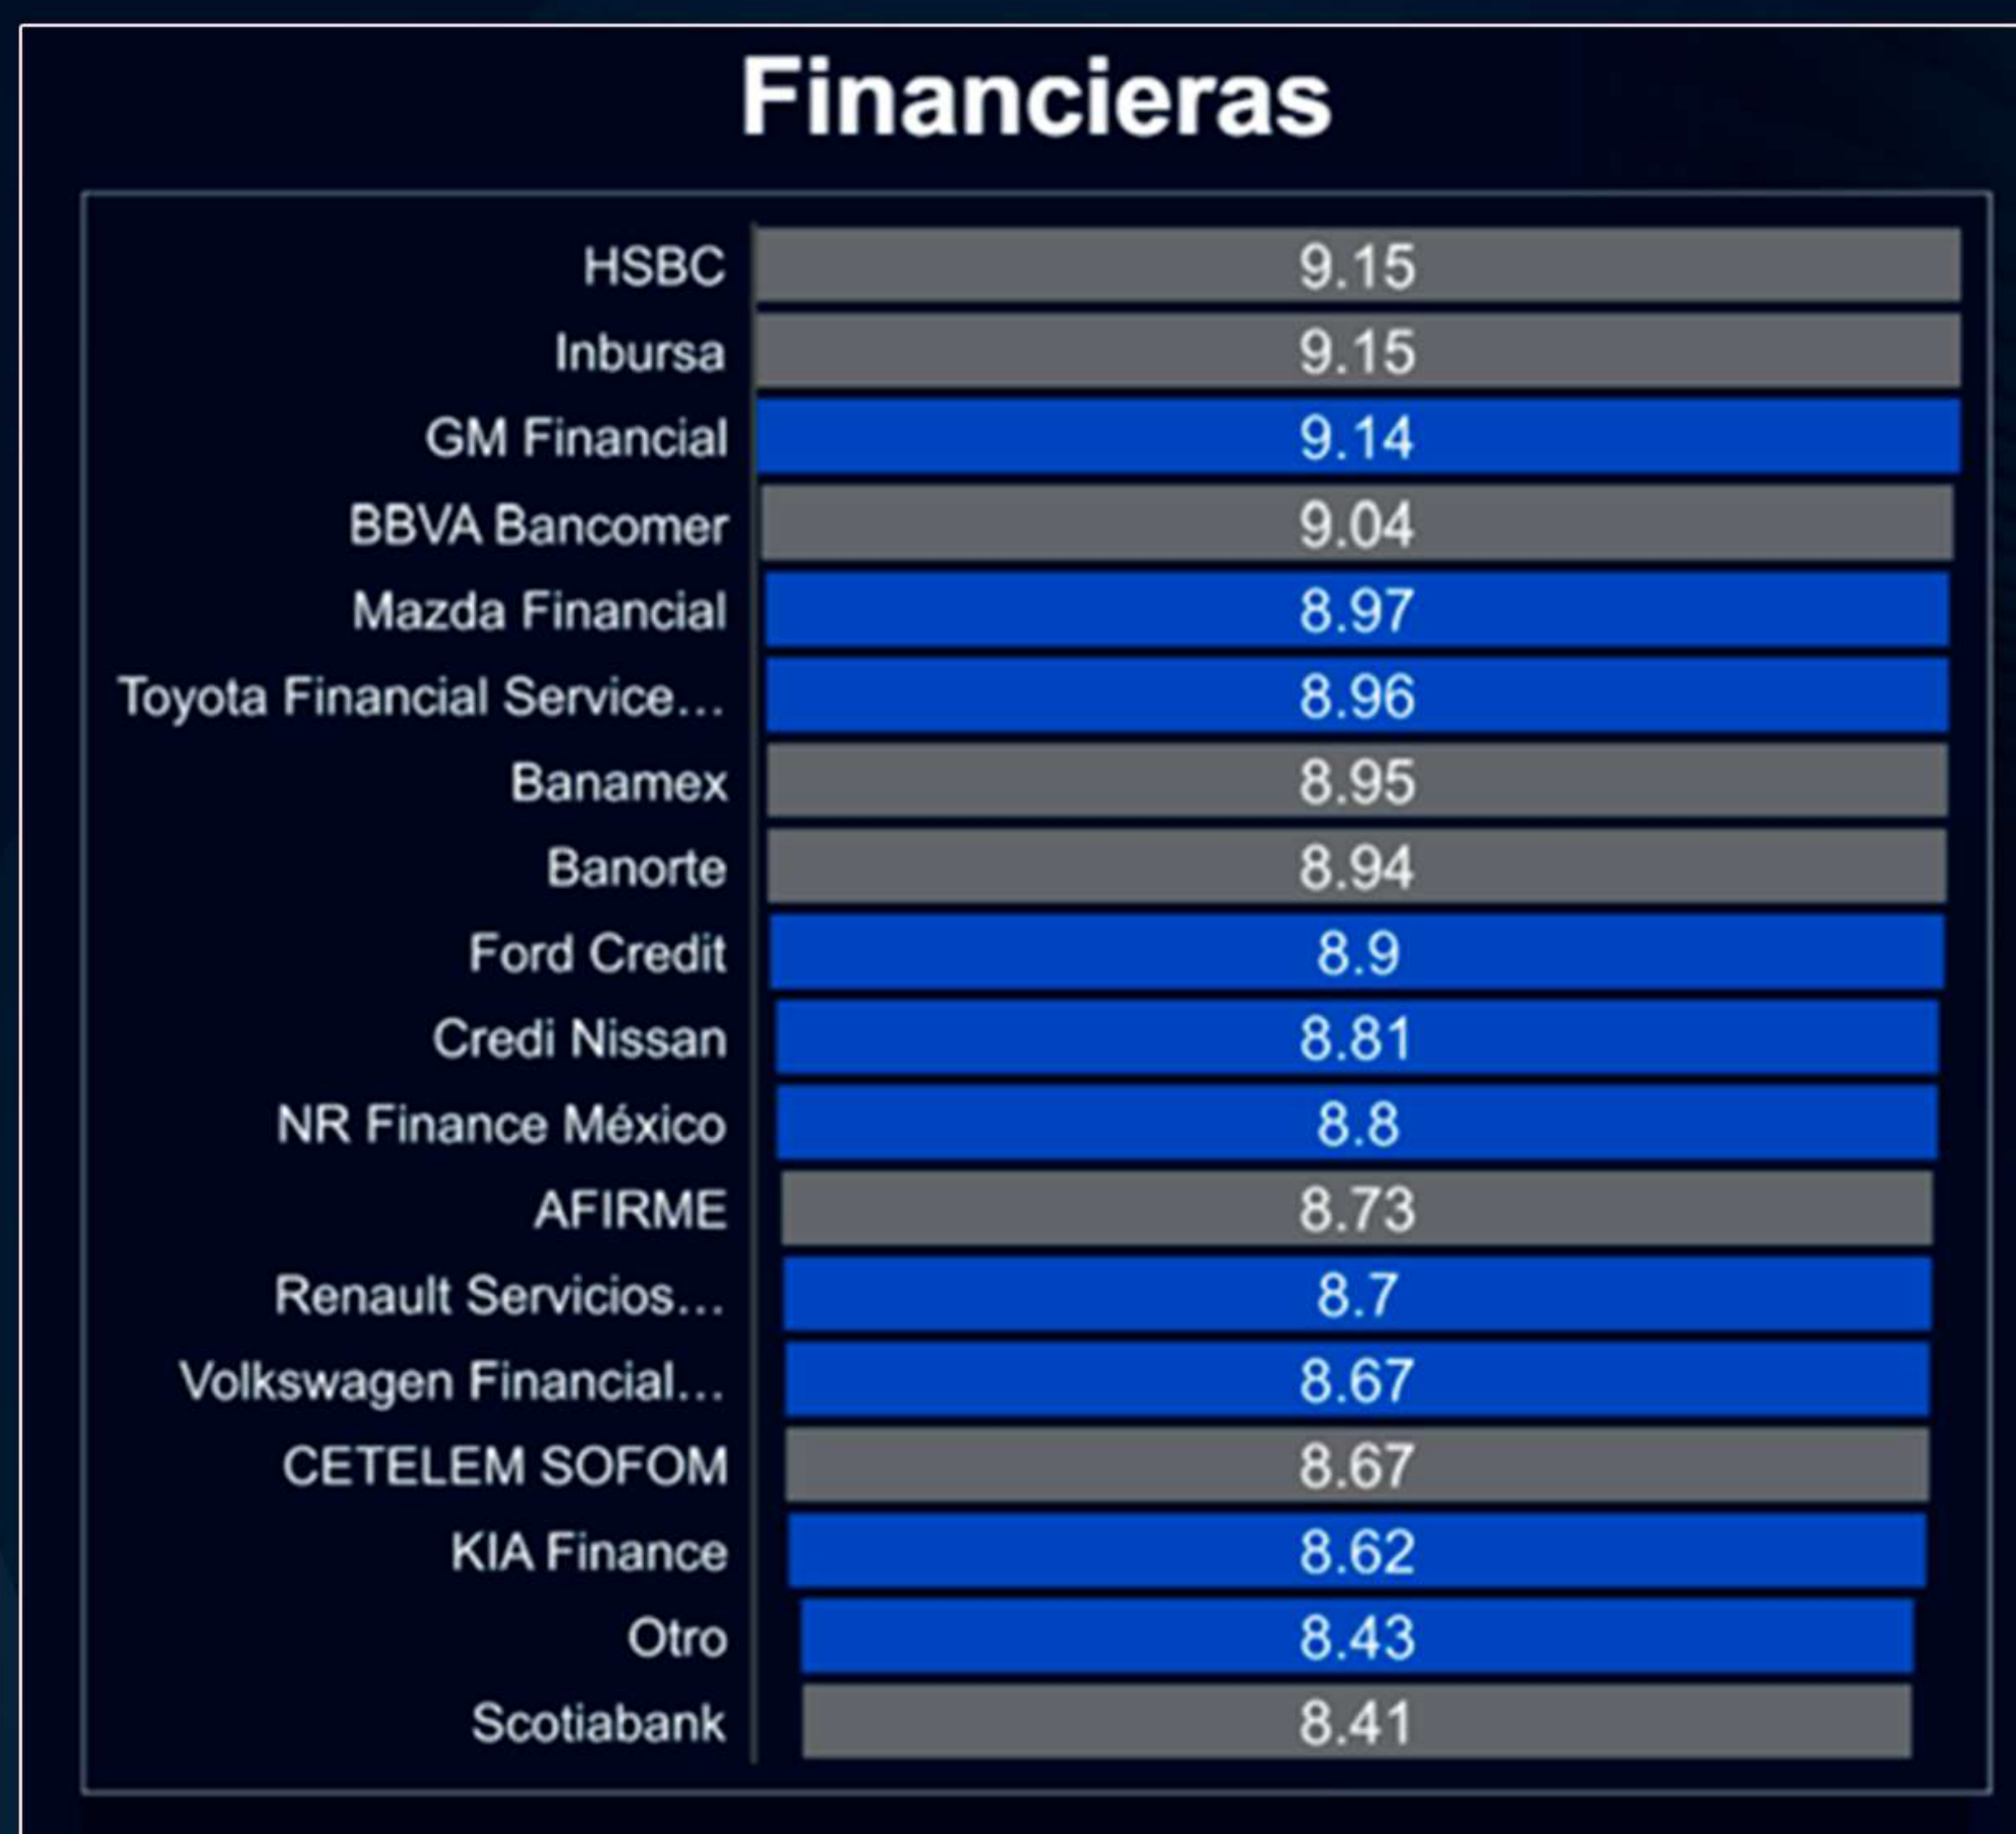 Financieras
HSBC 9.15
Inbursa 9.15
GM Financial 9.14
BBVA Bancomer 9.04
Mazda Financial 8.97
Toyota Financial Service... 8.96
Banamex 8.95
Banorte 8.94
Ford Credit 8.9
Credi Nissan 8.81
NR Finance México 8.8
AFIRME 8.73
Renault Servicios... 8.7
Volkswagen Financial... 8.67
CETELEM SOFOM 8.67
KIA Finance 8.62
Otro 8.43
Scotiabank 8.41